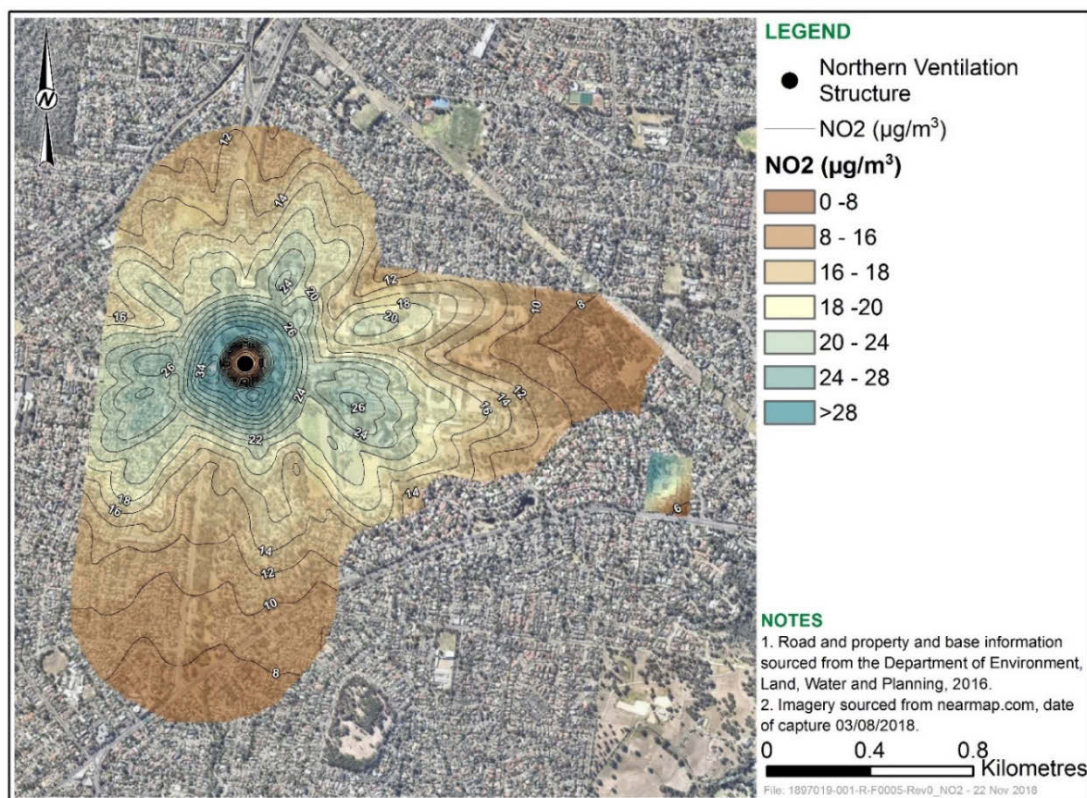 LEGEND
Northern Ventilation
Structure
NO2 (µg/m³)
NO2 (µg/m³)
0 -8
8 - 16
16 - 18
18 -20
20 - 24
24 - 28
>28
N
12
14
24
20
18
20
12
10
8
16
26
26
34
24
26
24
22
16
14
12
14
18
16
14
12
10
8
6
NOTES
1. Road and property and base information
sourced from the Department of Environment,
Land, Water and Planning, 2016.
2. Imagery sourced from nearmap.com, date
of capture 03/08/2018.
0 0.4 0.8
Kilometres
File: 1897019-001-R-F0005-Rev0_NO2 - 22 Nov 2018